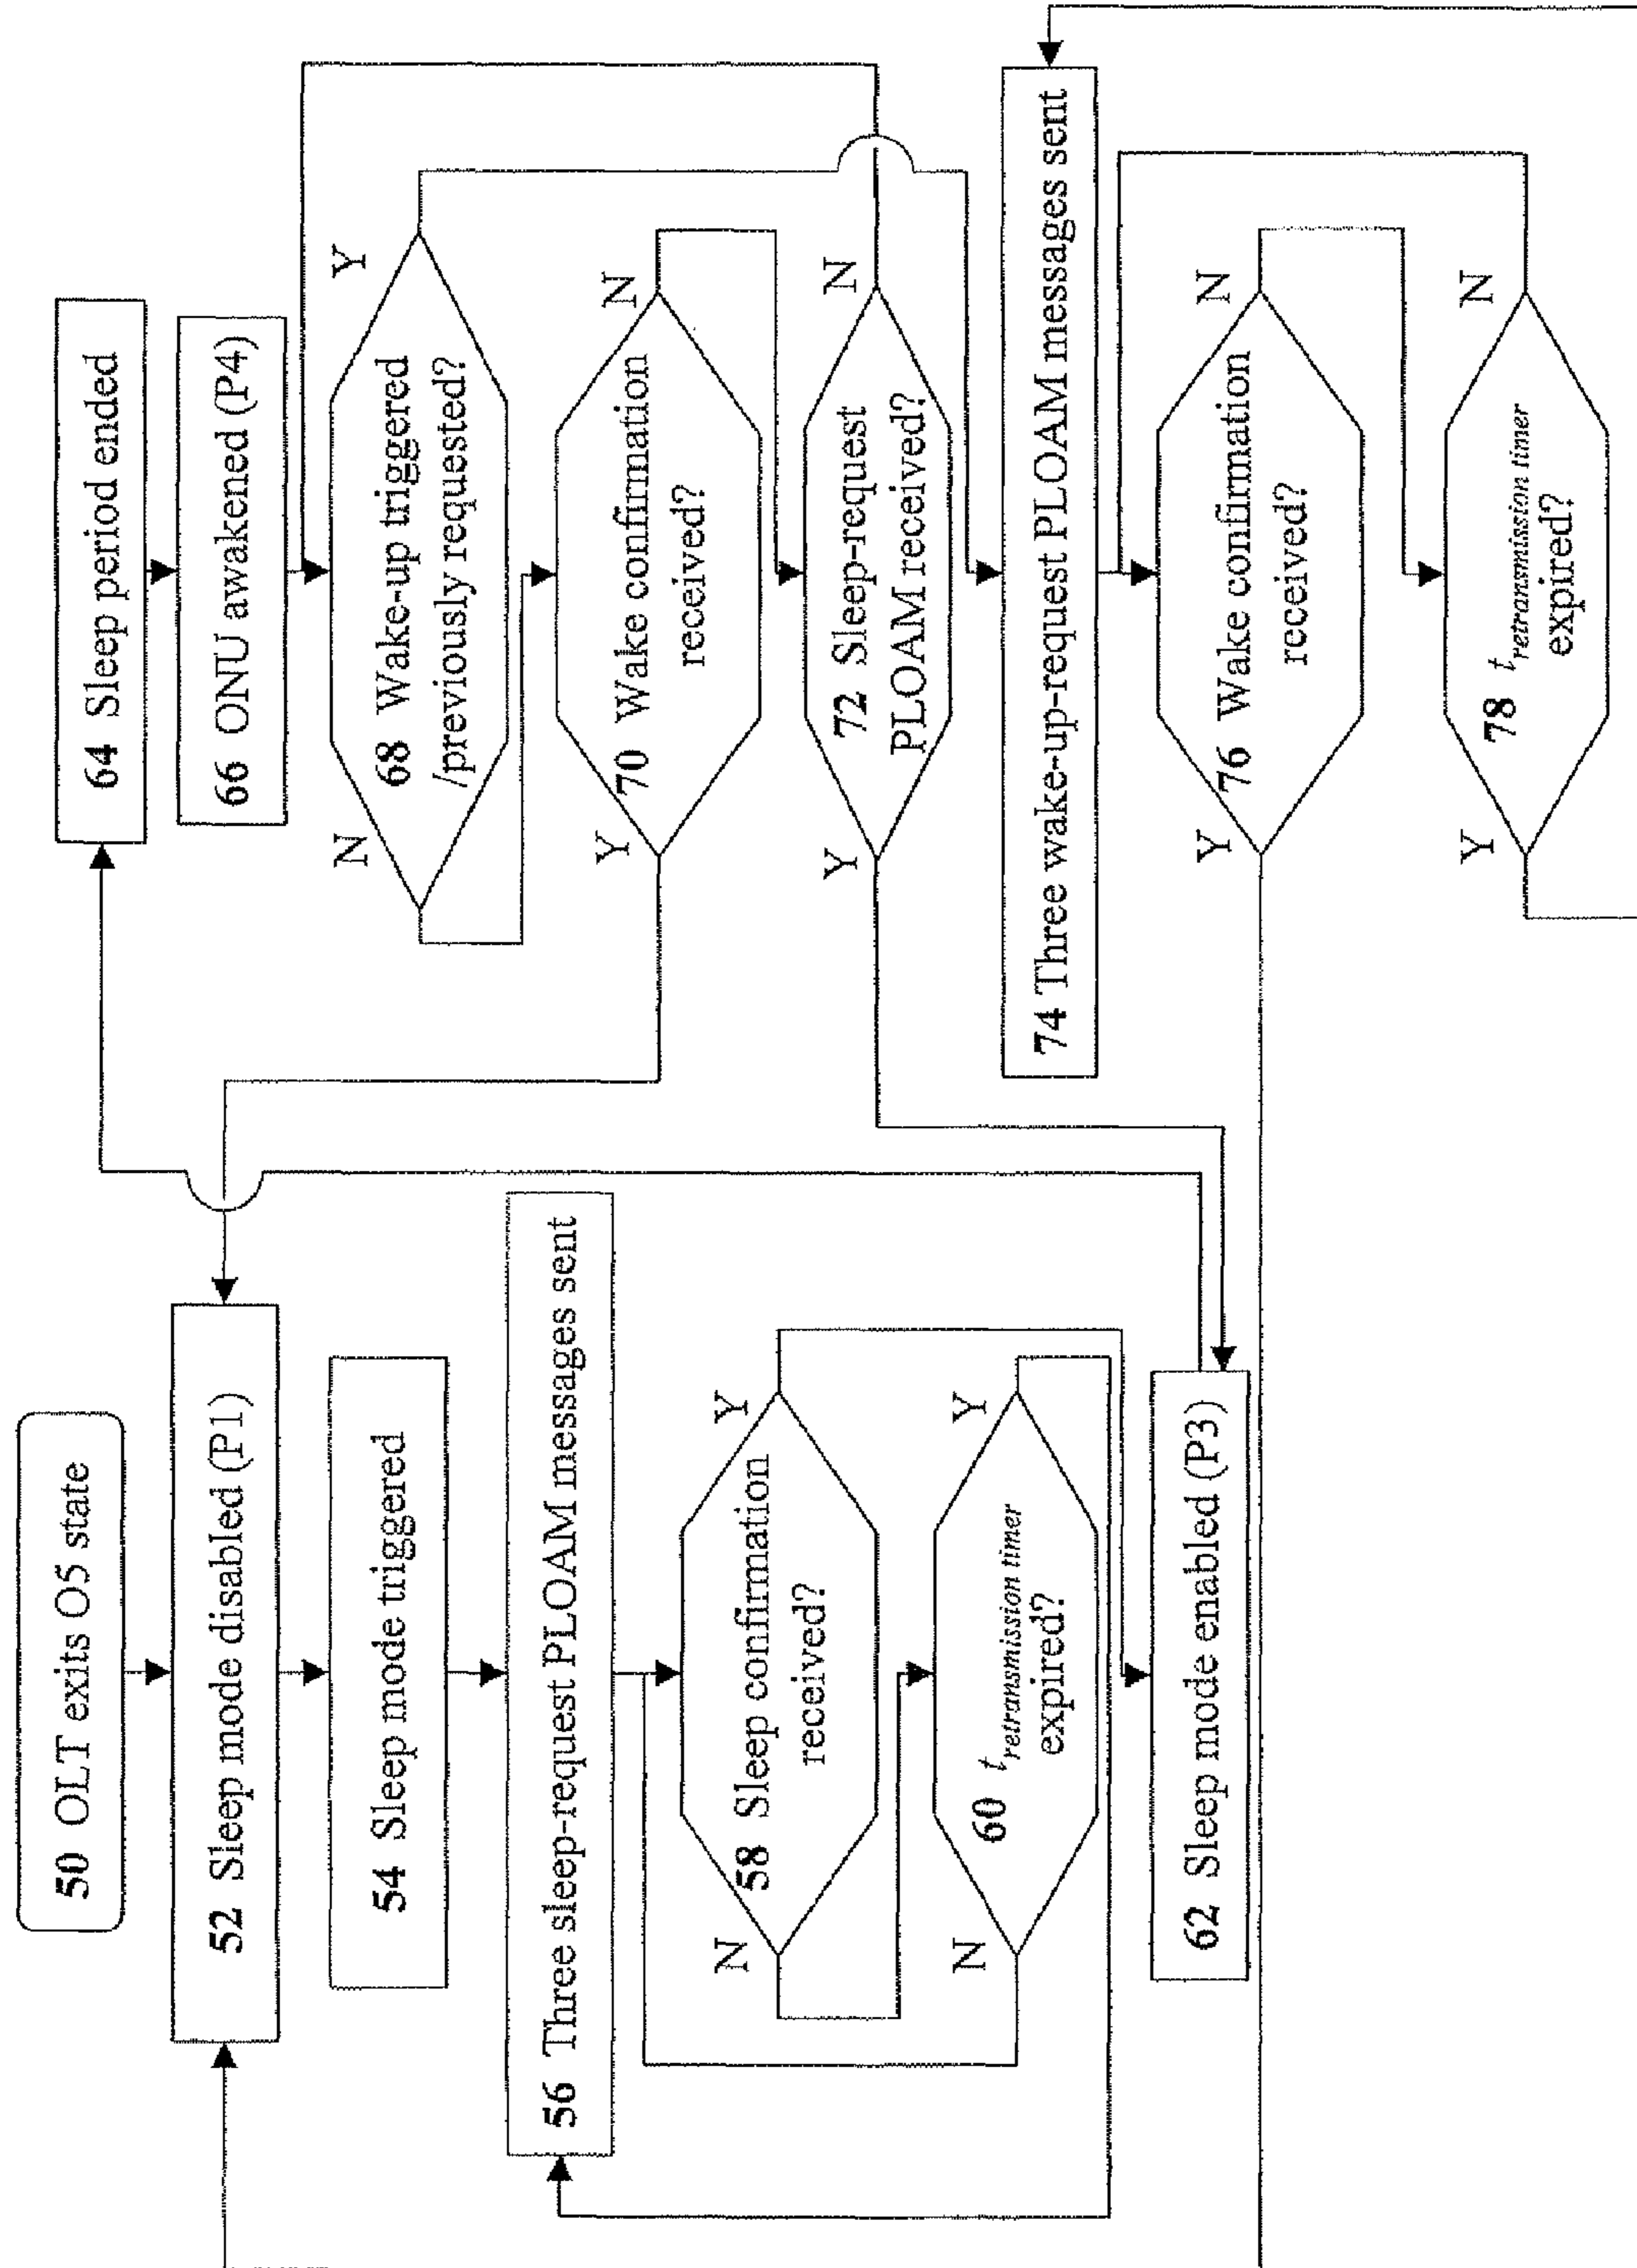 50 OLT exits O5 state
52 Sleep mode disabled (P1)
54 Sleep mode triggered
56 Three sleep-request PLOAM messages sent
58 Sleep confirmation
received?
N
Y
60 t retransmission timer
expired?
N
Y
62 Sleep mode enabled (P3)
64 Sleep period ended
66 ONU awakened (P4)
68 Wake-up triggered
/previously requested?
N
Y
70 Wake confirmation
received?
Y
N
72 Sleep-request
PLOAM received?
Y
N
74 Three wake-up-request PLOAM messages sent
76 Wake confirmation
received?
Y
N
78 t retransmission timer
expired?
Y
N